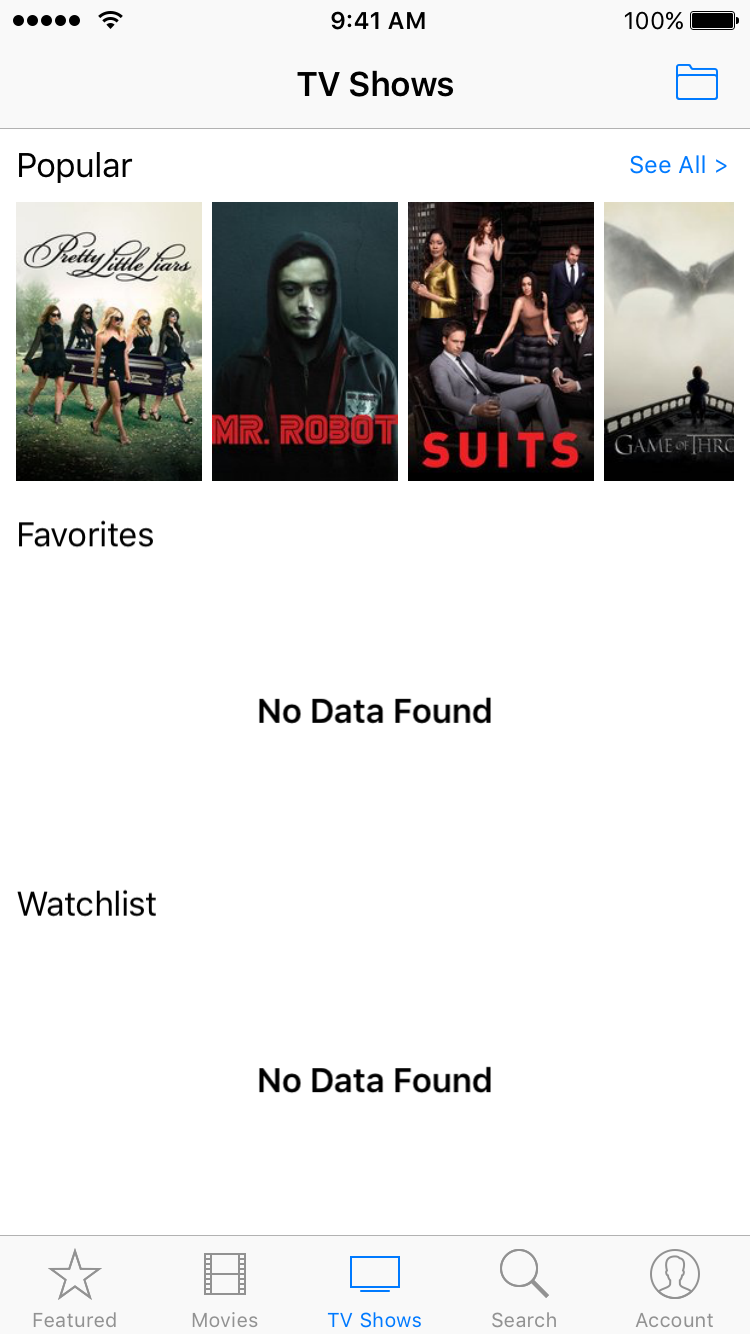 9:41 AM 100%
TV Shows
Popular See All >
Pretty Little Liars
MR. ROBOT
SUITS
GAME OF THRO
Favorites
No Data Found
Watchlist
No Data Found
Featured Movies TV Shows Search Account